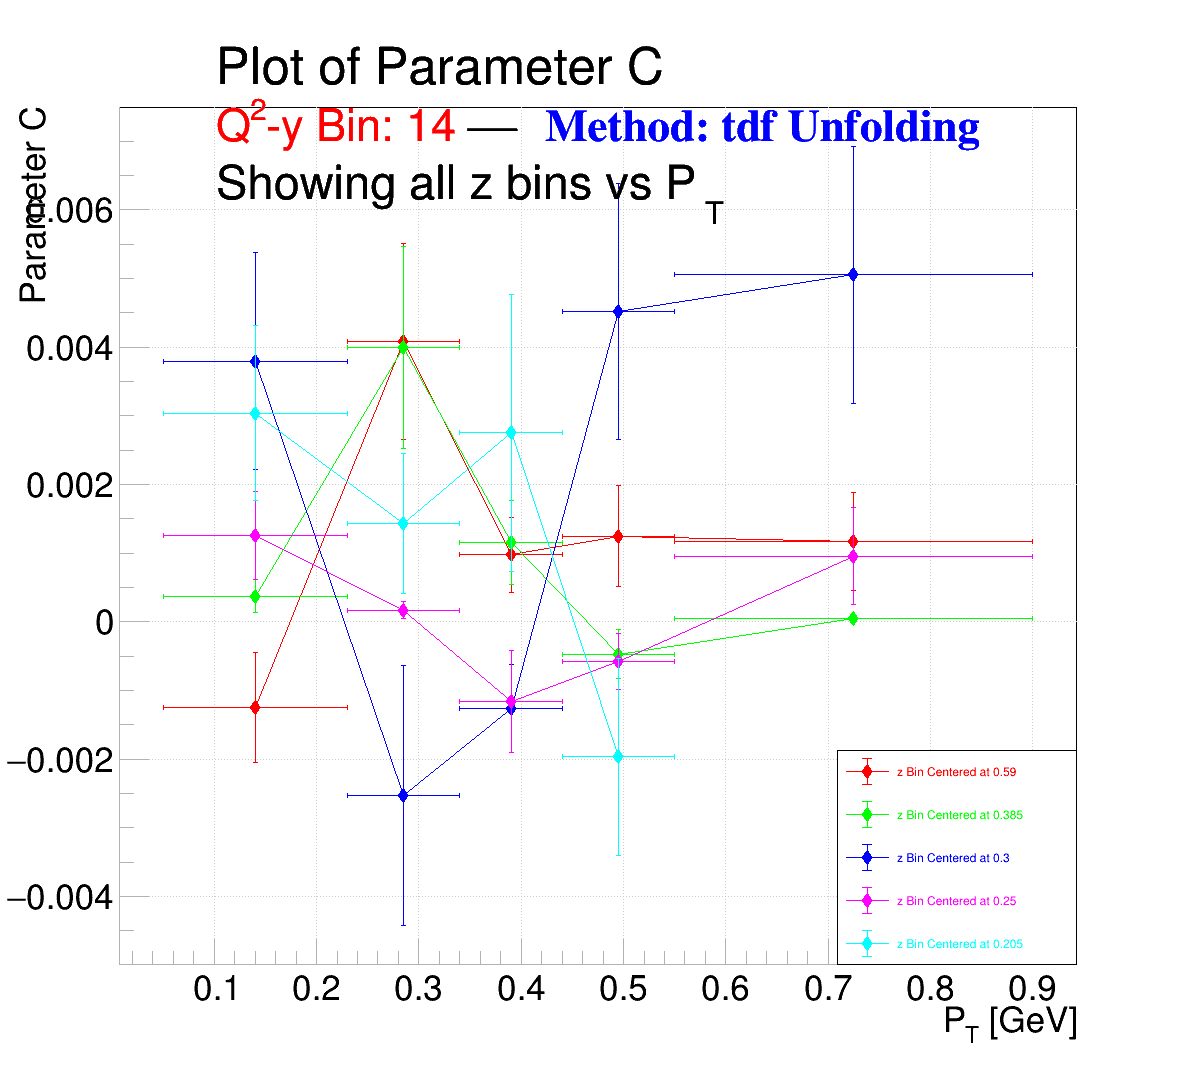 Plot of Parameter C
Q²-y Bin: 14 — Method: tdf Unfolding
Showing all z bins vs P_T
Parameter C
0.006
0.004
0.002
0
−0.002
−0.004
z Bin Centered at 0.59
z Bin Centered at 0.385
z Bin Centered at 0.3
z Bin Centered at 0.25
z Bin Centered at 0.205
0.1 0.2 0.3 0.4 0.5 0.6 0.7 0.8 0.9
P_T [GeV]